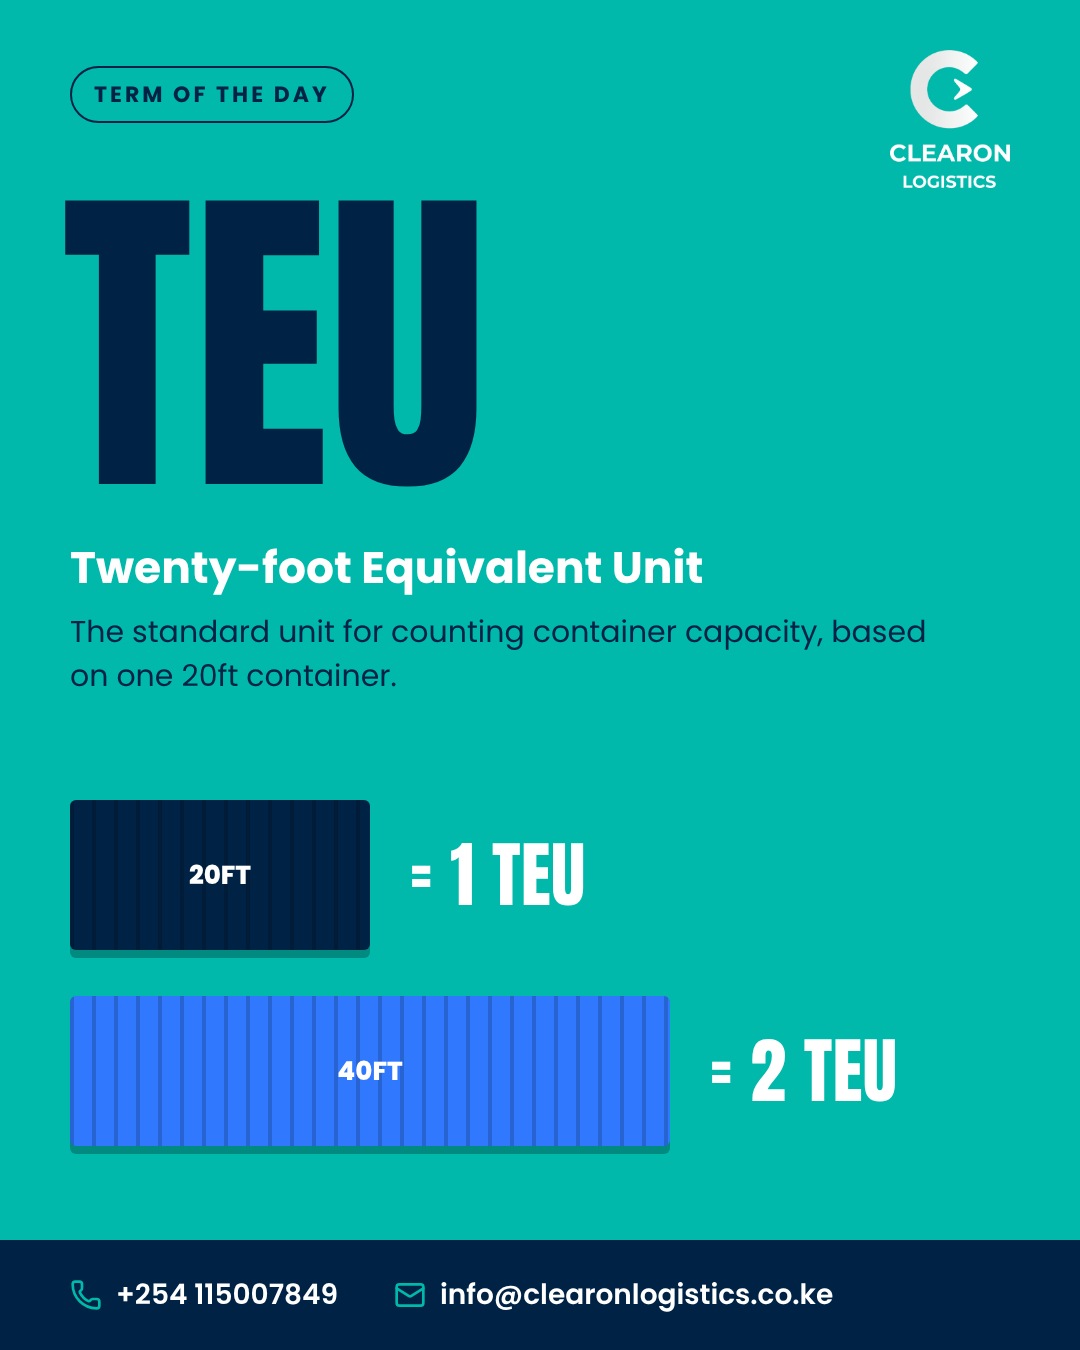 TERM OF THE DAY
CLEARON
LOGISTICS
TEU
Twenty-foot Equivalent Unit
The standard unit for counting container capacity, based
on one 20ft container.
20FT
= 1 TEU
40FT
= 2 TEU
+254 115007849
info@clearonlogistics.co.ke